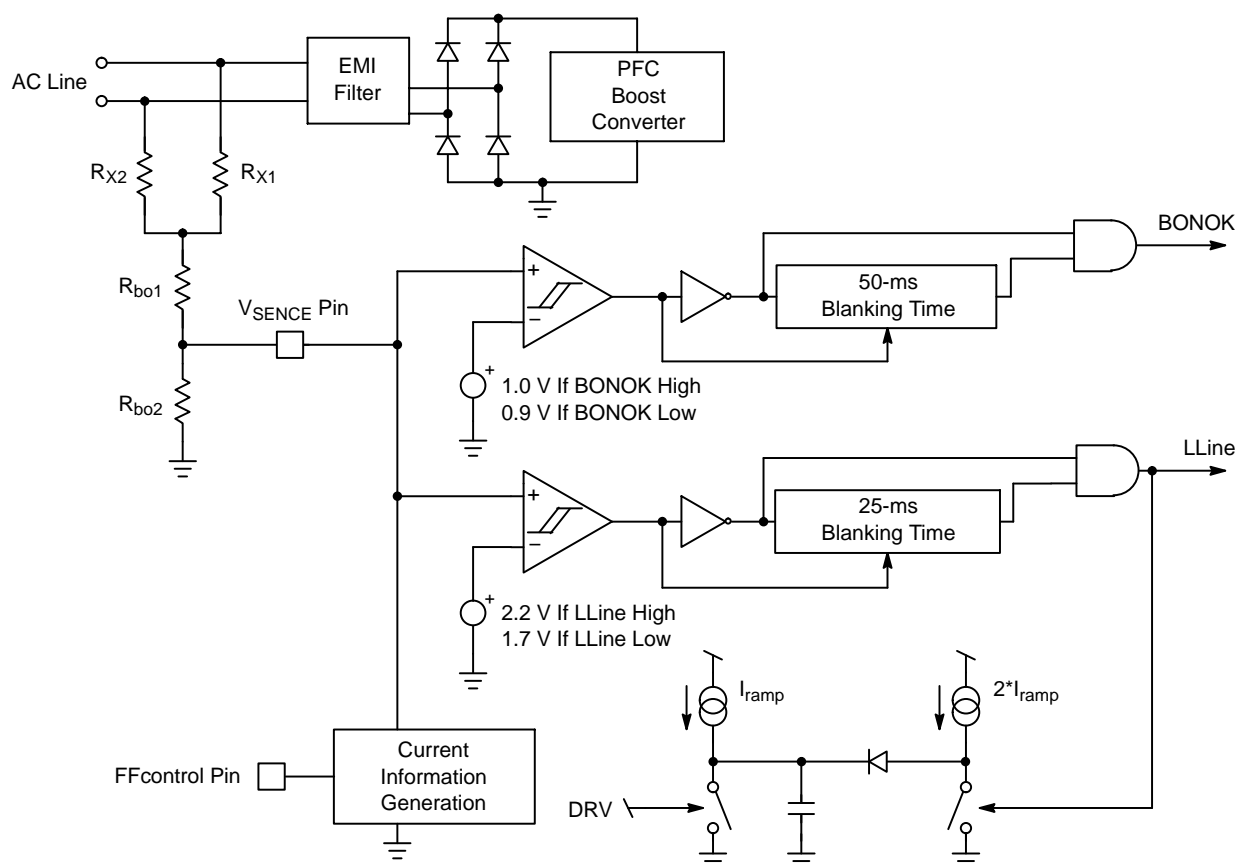 AC Line
EMI
Filter
PFC
Boost
Converter
RX2
RX1
Rbo1
VSENCE Pin
Rbo2
+
−
+
1.0 V If BONOK High
0.9 V If BONOK Low
50-ms
Blanking Time
BONOK
+
−
+
2.2 V If LLine High
1.7 V If LLine Low
25-ms
Blanking Time
LLine
Iramp
2*Iramp
FFcontrol Pin
Current
Information
Generation
DRV